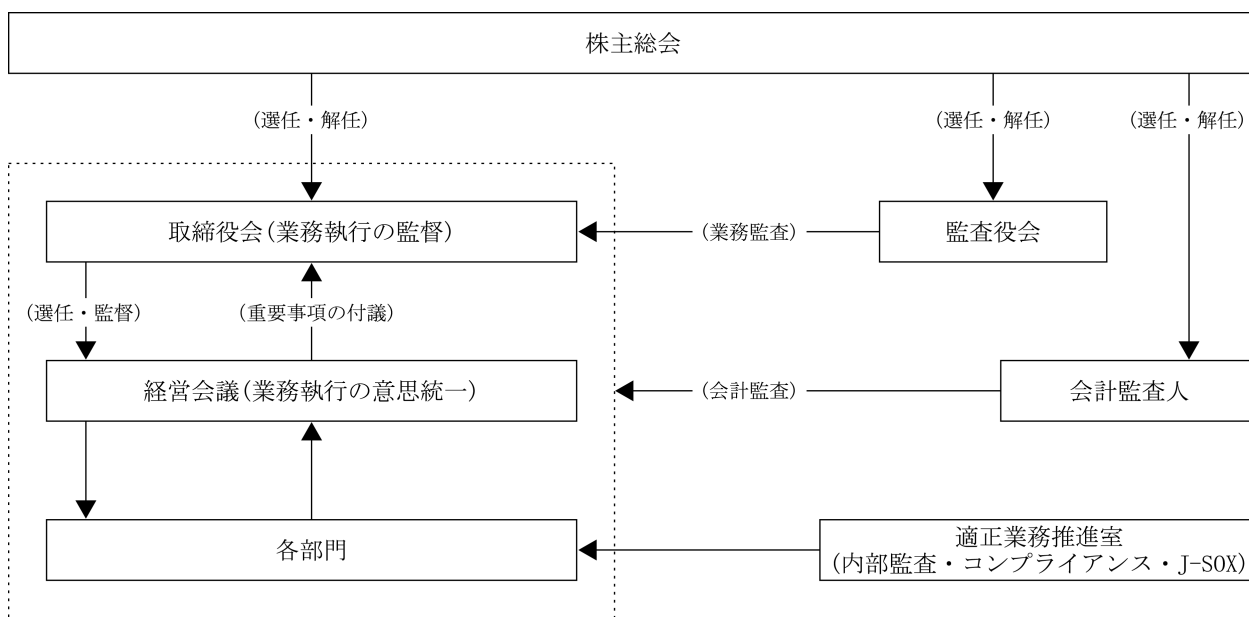 株主総会
(選任・解任)
(選任・解任)
(選任・解任)
取締役会(業務執行の監督)
(業務監査)
監査役会
(選任・監督)
(重要事項の付議)
経営会議(業務執行の意思統一)
(会計監査)
会計監査人
各部門
適正業務推進室
(内部監査・コンプライアンス・J-SOX)